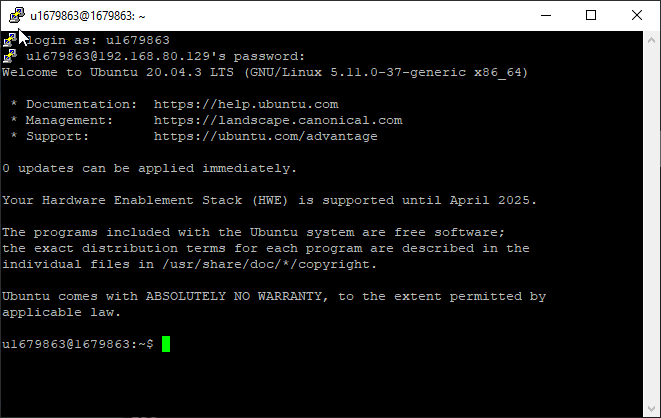 u1679863@1679863: ~
login as: u1679863
u1679863@192.168.80.129's password:
Welcome to Ubuntu 20.04.3 LTS (GNU/Linux 5.11.0-37-generic x86_64)
* Documentation:  https://help.ubuntu.com
* Management:     https://landscape.canonical.com
* Support:        https://ubuntu.com/advantage
0 updates can be applied immediately.
Your Hardware Enablement Stack (HWE) is supported until April 2025.
The programs included with the Ubuntu system are free software;
the exact distribution terms for each program are described in the
individual files in /usr/share/doc/*/copyright.
Ubuntu comes with ABSOLUTELY NO WARRANTY, to the extent permitted by
applicable law.
u1679863@1679863:~$